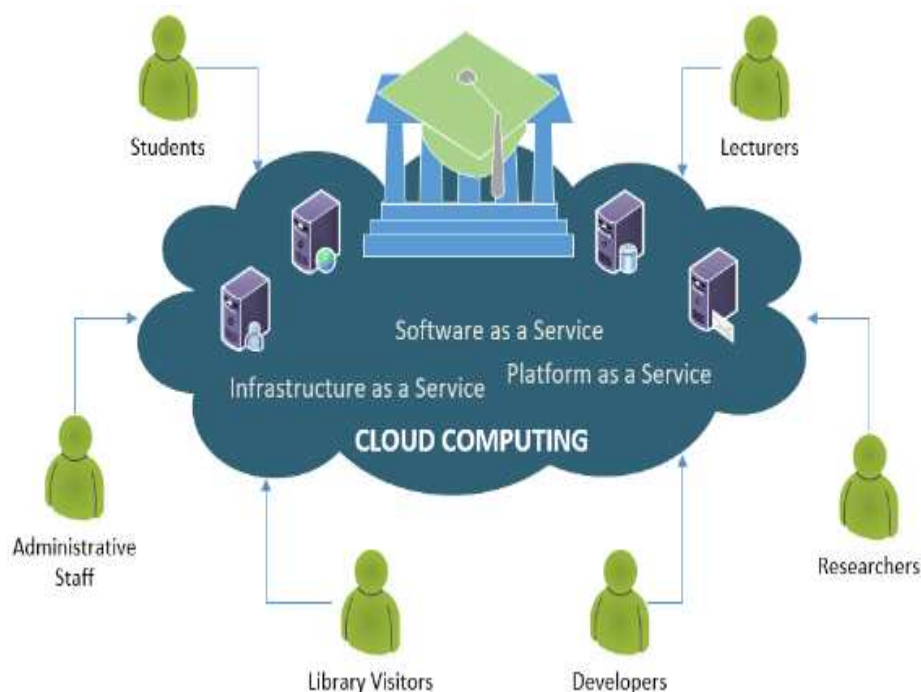 Students
Lecturers
Software as a Service
Infrastructure as a Service
Platform as a Service
CLOUD COMPUTING
Administrative
Staff
Researchers
Library Visitors
Developers